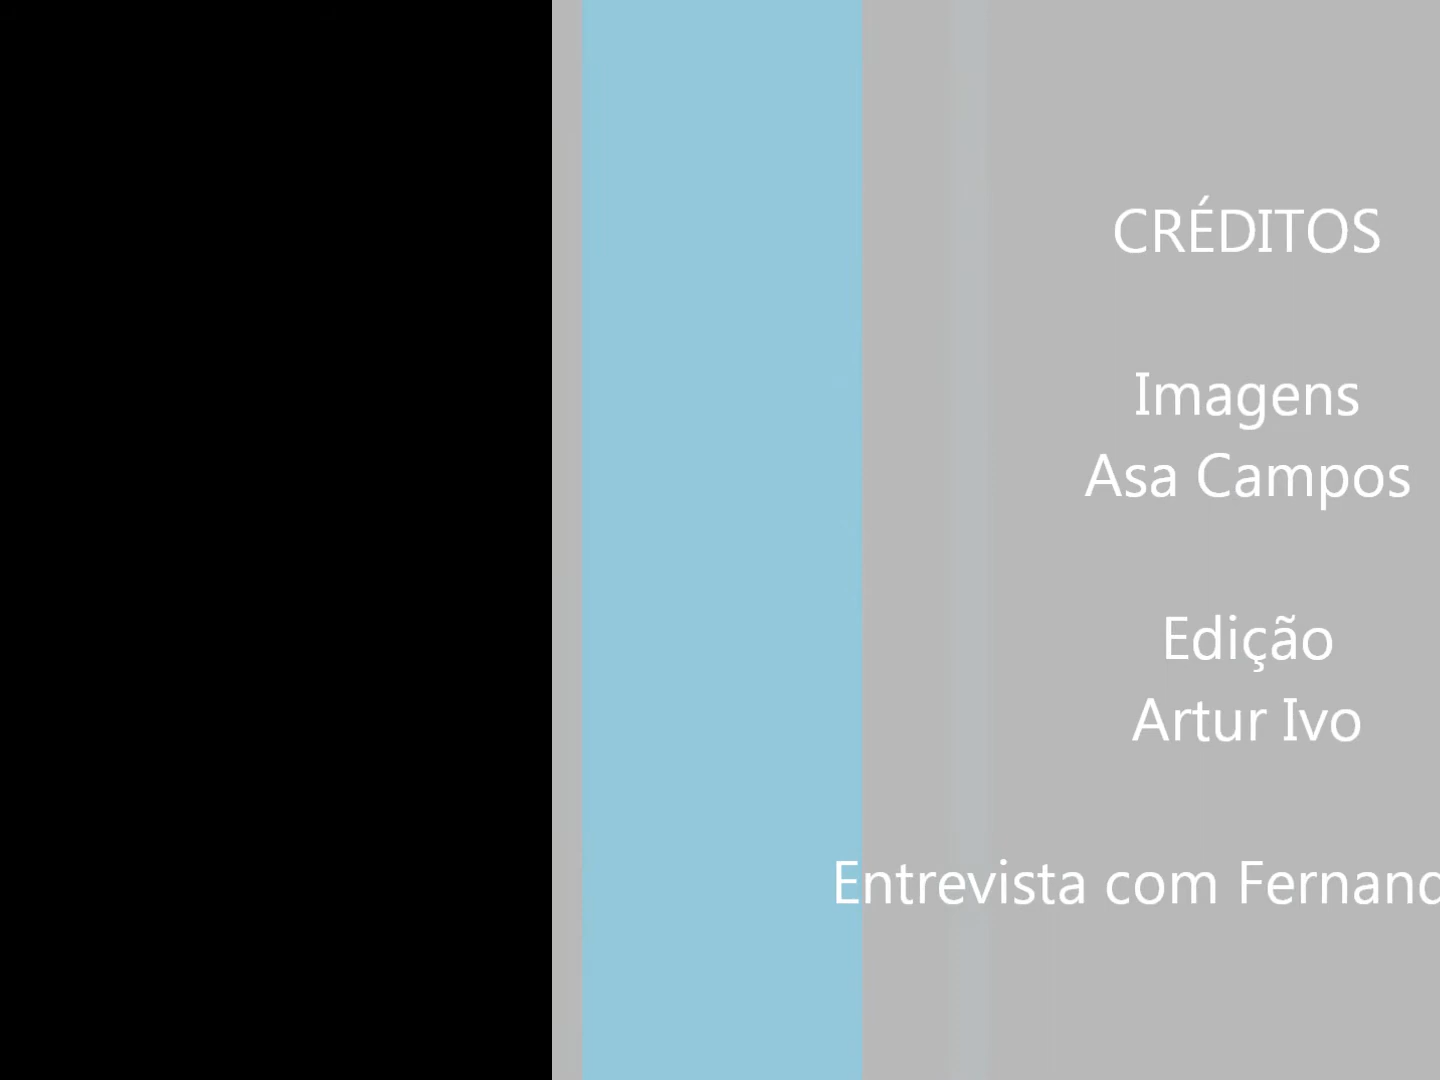 CRÉDITOS
Imagens
Asa Campos
Edição
Artur Ivo
Entrevista com